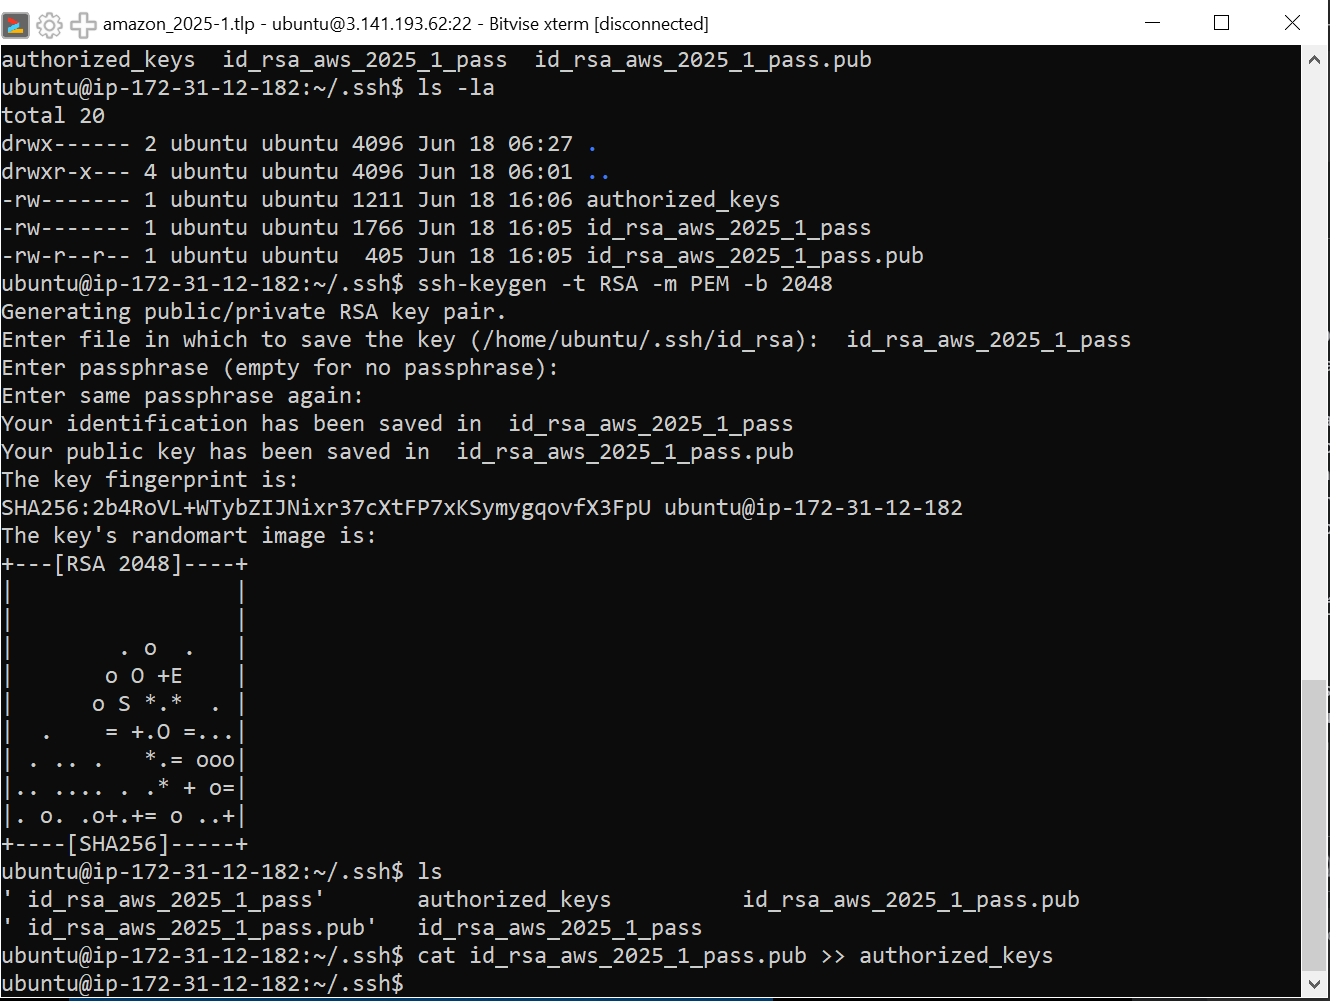 amazon_2025-1.tlp - ubuntu@3.141.193.62:22 - Bitvise xterm [disconnected]
authorized_keys  id_rsa_aws_2025_1_pass  id_rsa_aws_2025_1_pass.pub
ubuntu@ip-172-31-12-182:~/.ssh$ ls -la
total 20
drwx------ 2 ubuntu ubuntu 4096 Jun 18 06:27 .
drwxr-x--- 4 ubuntu ubuntu 4096 Jun 18 06:01 ..
-rw------- 1 ubuntu ubuntu 1211 Jun 18 16:06 authorized_keys
-rw------- 1 ubuntu ubuntu 1766 Jun 18 16:05 id_rsa_aws_2025_1_pass
-rw-r--r-- 1 ubuntu ubuntu  405 Jun 18 16:05 id_rsa_aws_2025_1_pass.pub
ubuntu@ip-172-31-12-182:~/.ssh$ ssh-keygen -t RSA -m PEM -b 2048
Generating public/private RSA key pair.
Enter file in which to save the key (/home/ubuntu/.ssh/id_rsa):  id_rsa_aws_2025_1_pass
Enter passphrase (empty for no passphrase):
Enter same passphrase again:
Your identification has been saved in  id_rsa_aws_2025_1_pass
Your public key has been saved in  id_rsa_aws_2025_1_pass.pub
The key fingerprint is:
SHA256:2b4RoVL+WTybZIJNixr37cXtFP7xKSymygqovfX3FpU ubuntu@ip-172-31-12-182
The key's randomart image is:
+---[RSA 2048]----+
|                 |
|                 |
|        . o  .   |
|       o O +E    |
|      o S *.*  . |
|  .    = +.O =...|
| . .. .   *.= ooo|
|.. .... . .* + o=|
|. o. .o+.+= o ..+|
+----[SHA256]-----+
ubuntu@ip-172-31-12-182:~/.ssh$ ls
' id_rsa_aws_2025_1_pass'       authorized_keys          id_rsa_aws_2025_1_pass.pub
' id_rsa_aws_2025_1_pass.pub'   id_rsa_aws_2025_1_pass
ubuntu@ip-172-31-12-182:~/.ssh$ cat id_rsa_aws_2025_1_pass.pub >> authorized_keys
ubuntu@ip-172-31-12-182:~/.ssh$